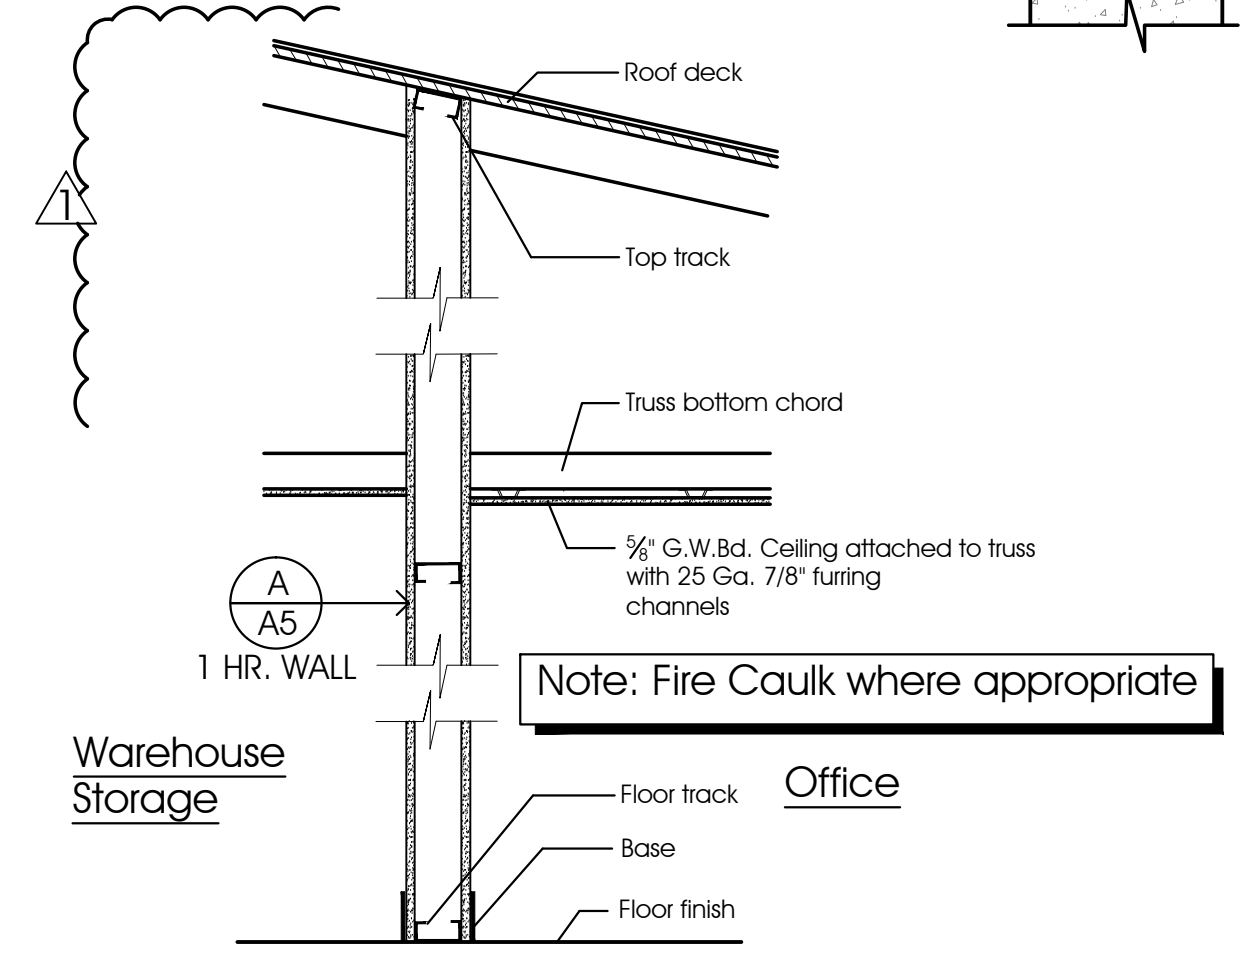 Roof deck
1
Top track
Truss bottom chord
5/8" G.W.Bd. Ceiling attached to truss
with 25 Ga. 7/8" furring
channels
A
A5
1 HR. WALL
Note: Fire Caulk where appropriate
Warehouse
Storage
Office
Floor track
Base
Floor finish